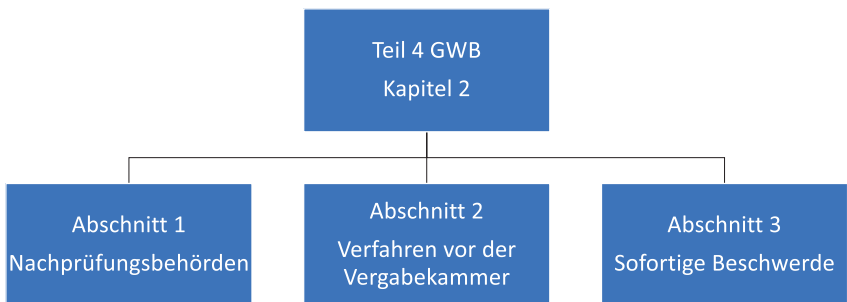 Teil 4 GWB
Kapitel 2
Abschnitt 1
Nachprüfungsbehörden
Abschnitt 2
Verfahren vor der
Vergabekammer
Abschnitt 3
Sofortige Beschwerde